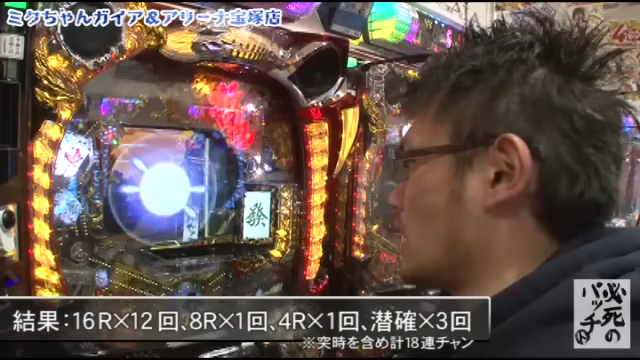 ミクちゃんガイア&アリーナ宝塚店
發
結果:16R×12回、8R×1回、4R×1回、潜確×3回
※突時を含め計18連チャン
必死の
パッチ